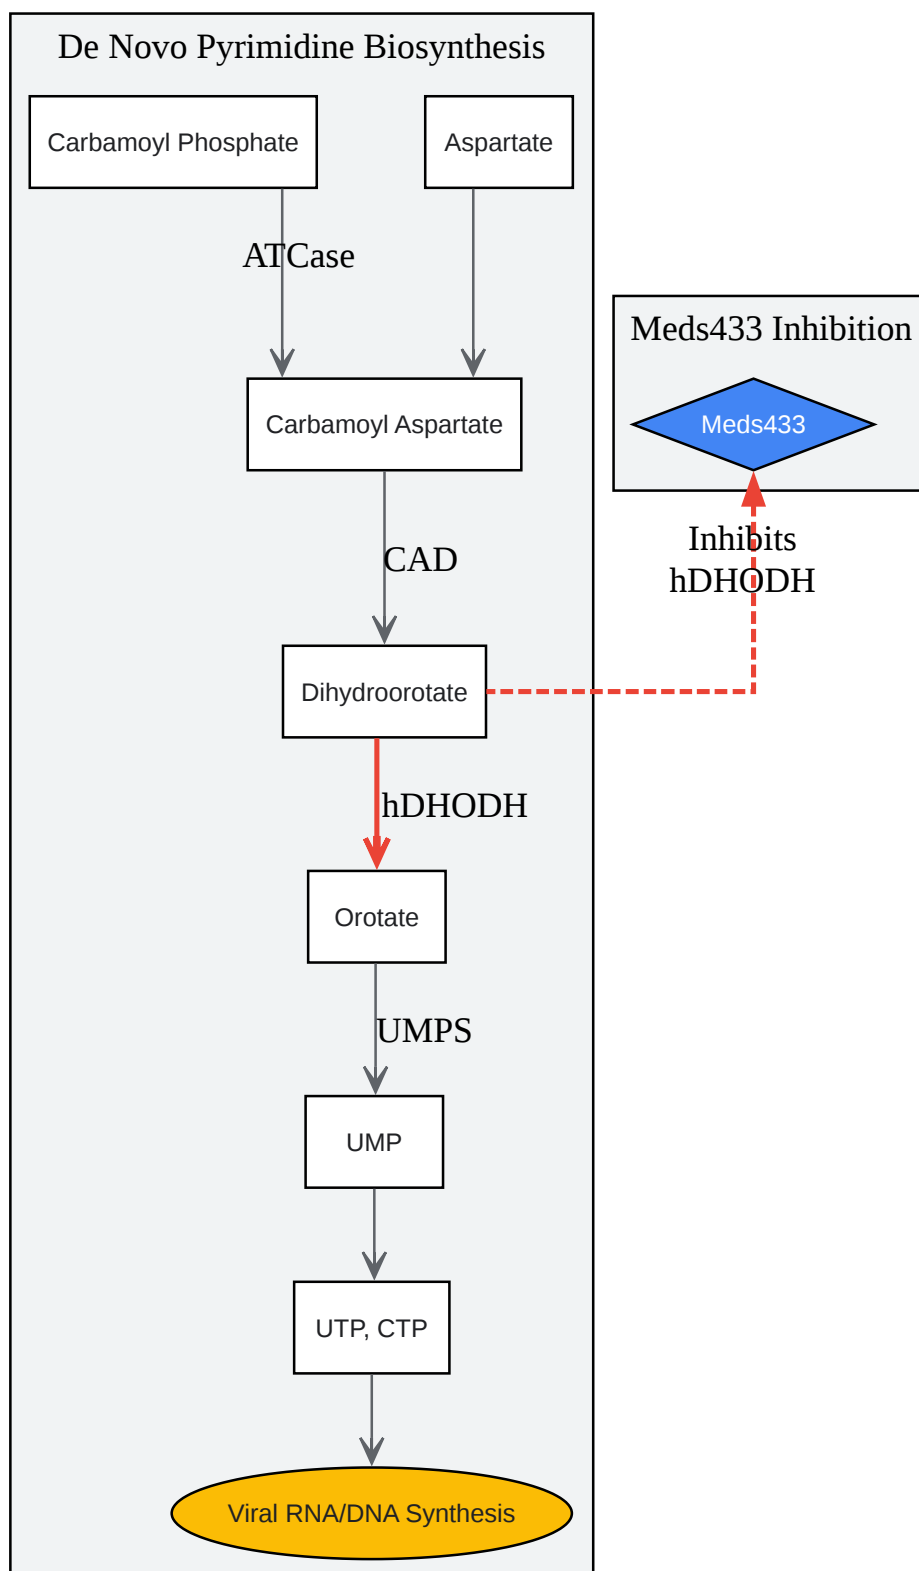 De Novo Pyrimidine Biosynthesis
Carbamoyl Phosphate
Aspartate
ATCase
Meds433 Inhibition
Carbamoyl Aspartate
Meds433
Inhibits
hDHODH
CAD
Dihydroorotate
hDHODH
Orotate
UMPS
UMP
UTP, CTP
Viral RNA/DNA Synthesis